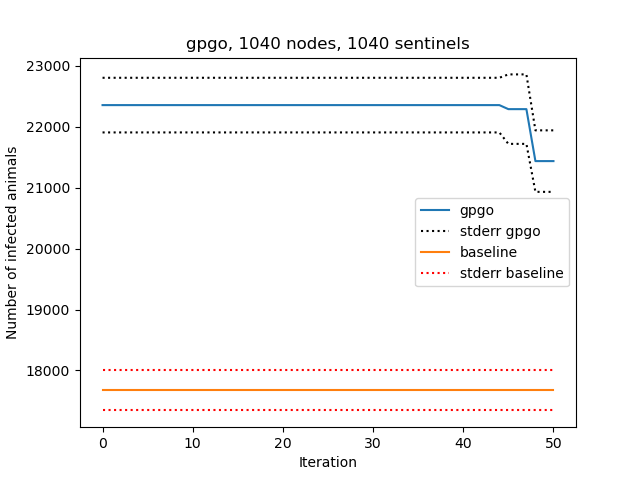 gpgo, 1040 nodes, 1040 sentinels
23000
22000
21000
20000
19000
18000
Number of infected animals
gpgo
stderr gpgo
baseline
stderr baseline
0 10 20 30 40 50
Iteration